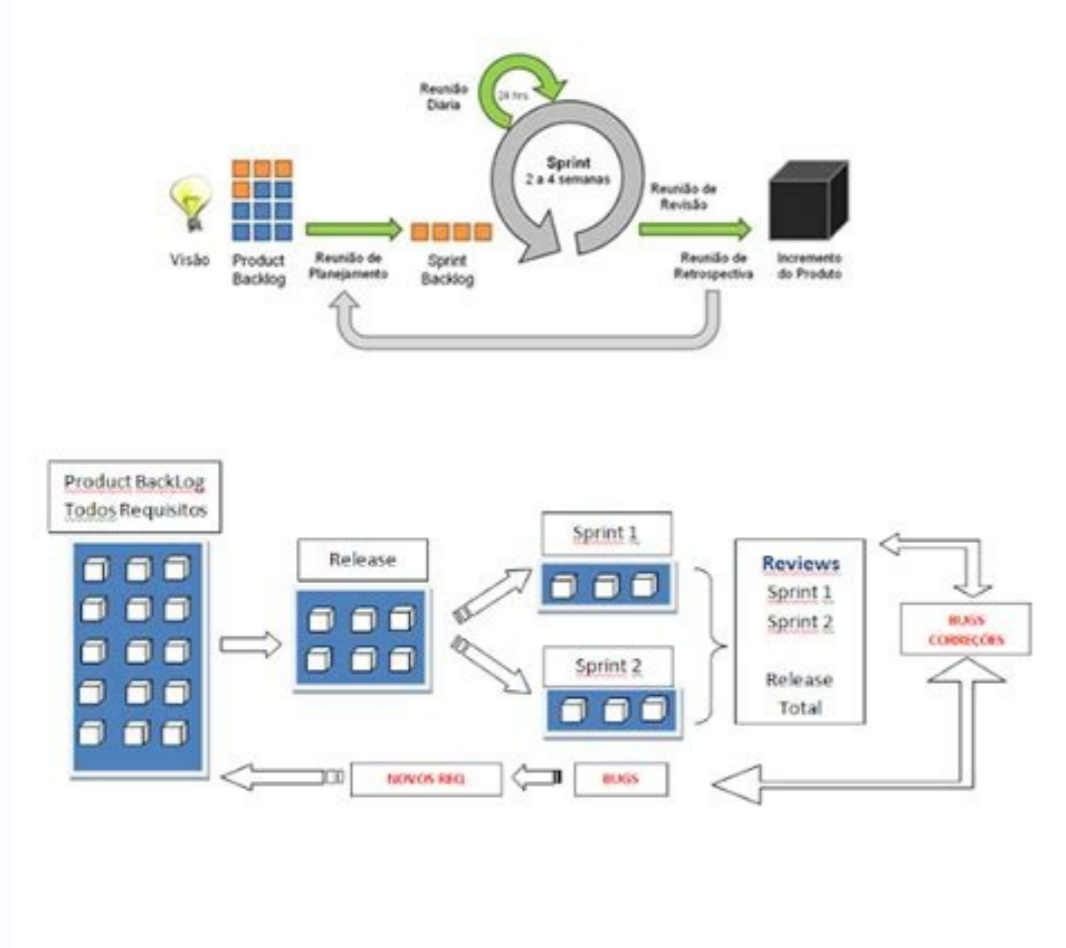 Reunião
Diária
24 hrs.
Sprint
2 a 4 semanas
Reunião de
Revisão
Visão
Product
Backlog
Reunião de
Planejamento
Sprint
Backlog
Reunião de
Retrospectiva
Incremento
do Produto
Product BackLog
Todos Requisitos
Release
Sprint 1
Sprint 2
Reviews
Sprint 1
Sprint 2
Release
Total
BUGS
CORREÇÕES
NOVOS REQ
BUGS